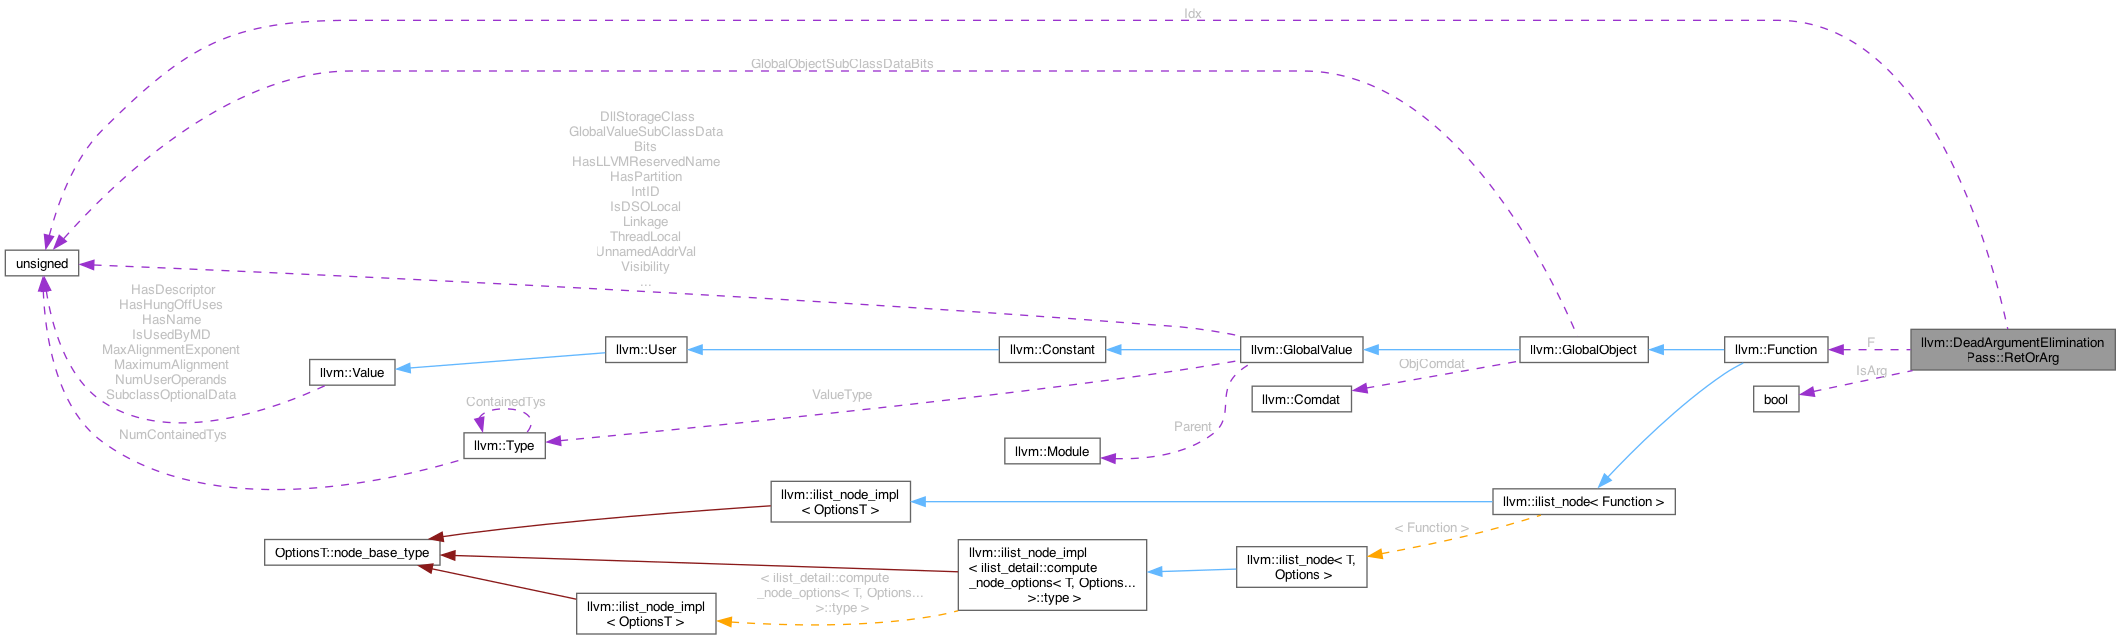 Idx
GlobalObjectSubClassDataBits
DllStorageClass
GlobalValueSubClassData
Bits
HasLLVMReservedName
HasPartition
IntID
IsDSOLocal
Linkage
ThreadLocal
UnnamedAddrVal
Visibility
...
unsigned
HasDescriptor
HasHungOffUses
HasName
IsUsedByMD
MaxAlignmentExponent
MaximumAlignment
NumUserOperands
SubclassOptionalData
NumContainedTys
llvm::Value
llvm::User
llvm::Constant
llvm::GlobalValue
llvm::GlobalObject
llvm::Function
F
llvm::DeadArgumentElimination
Pass::RetOrArg
IsArg
bool
ObjComdat
llvm::Comdat
ValueType
ContainedTys
llvm::Type
Parent
llvm::Module
llvm::ilist_node_impl
< OptionsT >
llvm::ilist_node< Function >
< Function >
OptionsT::node_base_type
llvm::ilist_node_impl
< ilist_detail::compute
_node_options< T, Options...
>::type >
llvm::ilist_node< T,
Options >
< ilist_detail::compute
_node_options< T, Options...
>::type >
llvm::ilist_node_impl
< OptionsT >